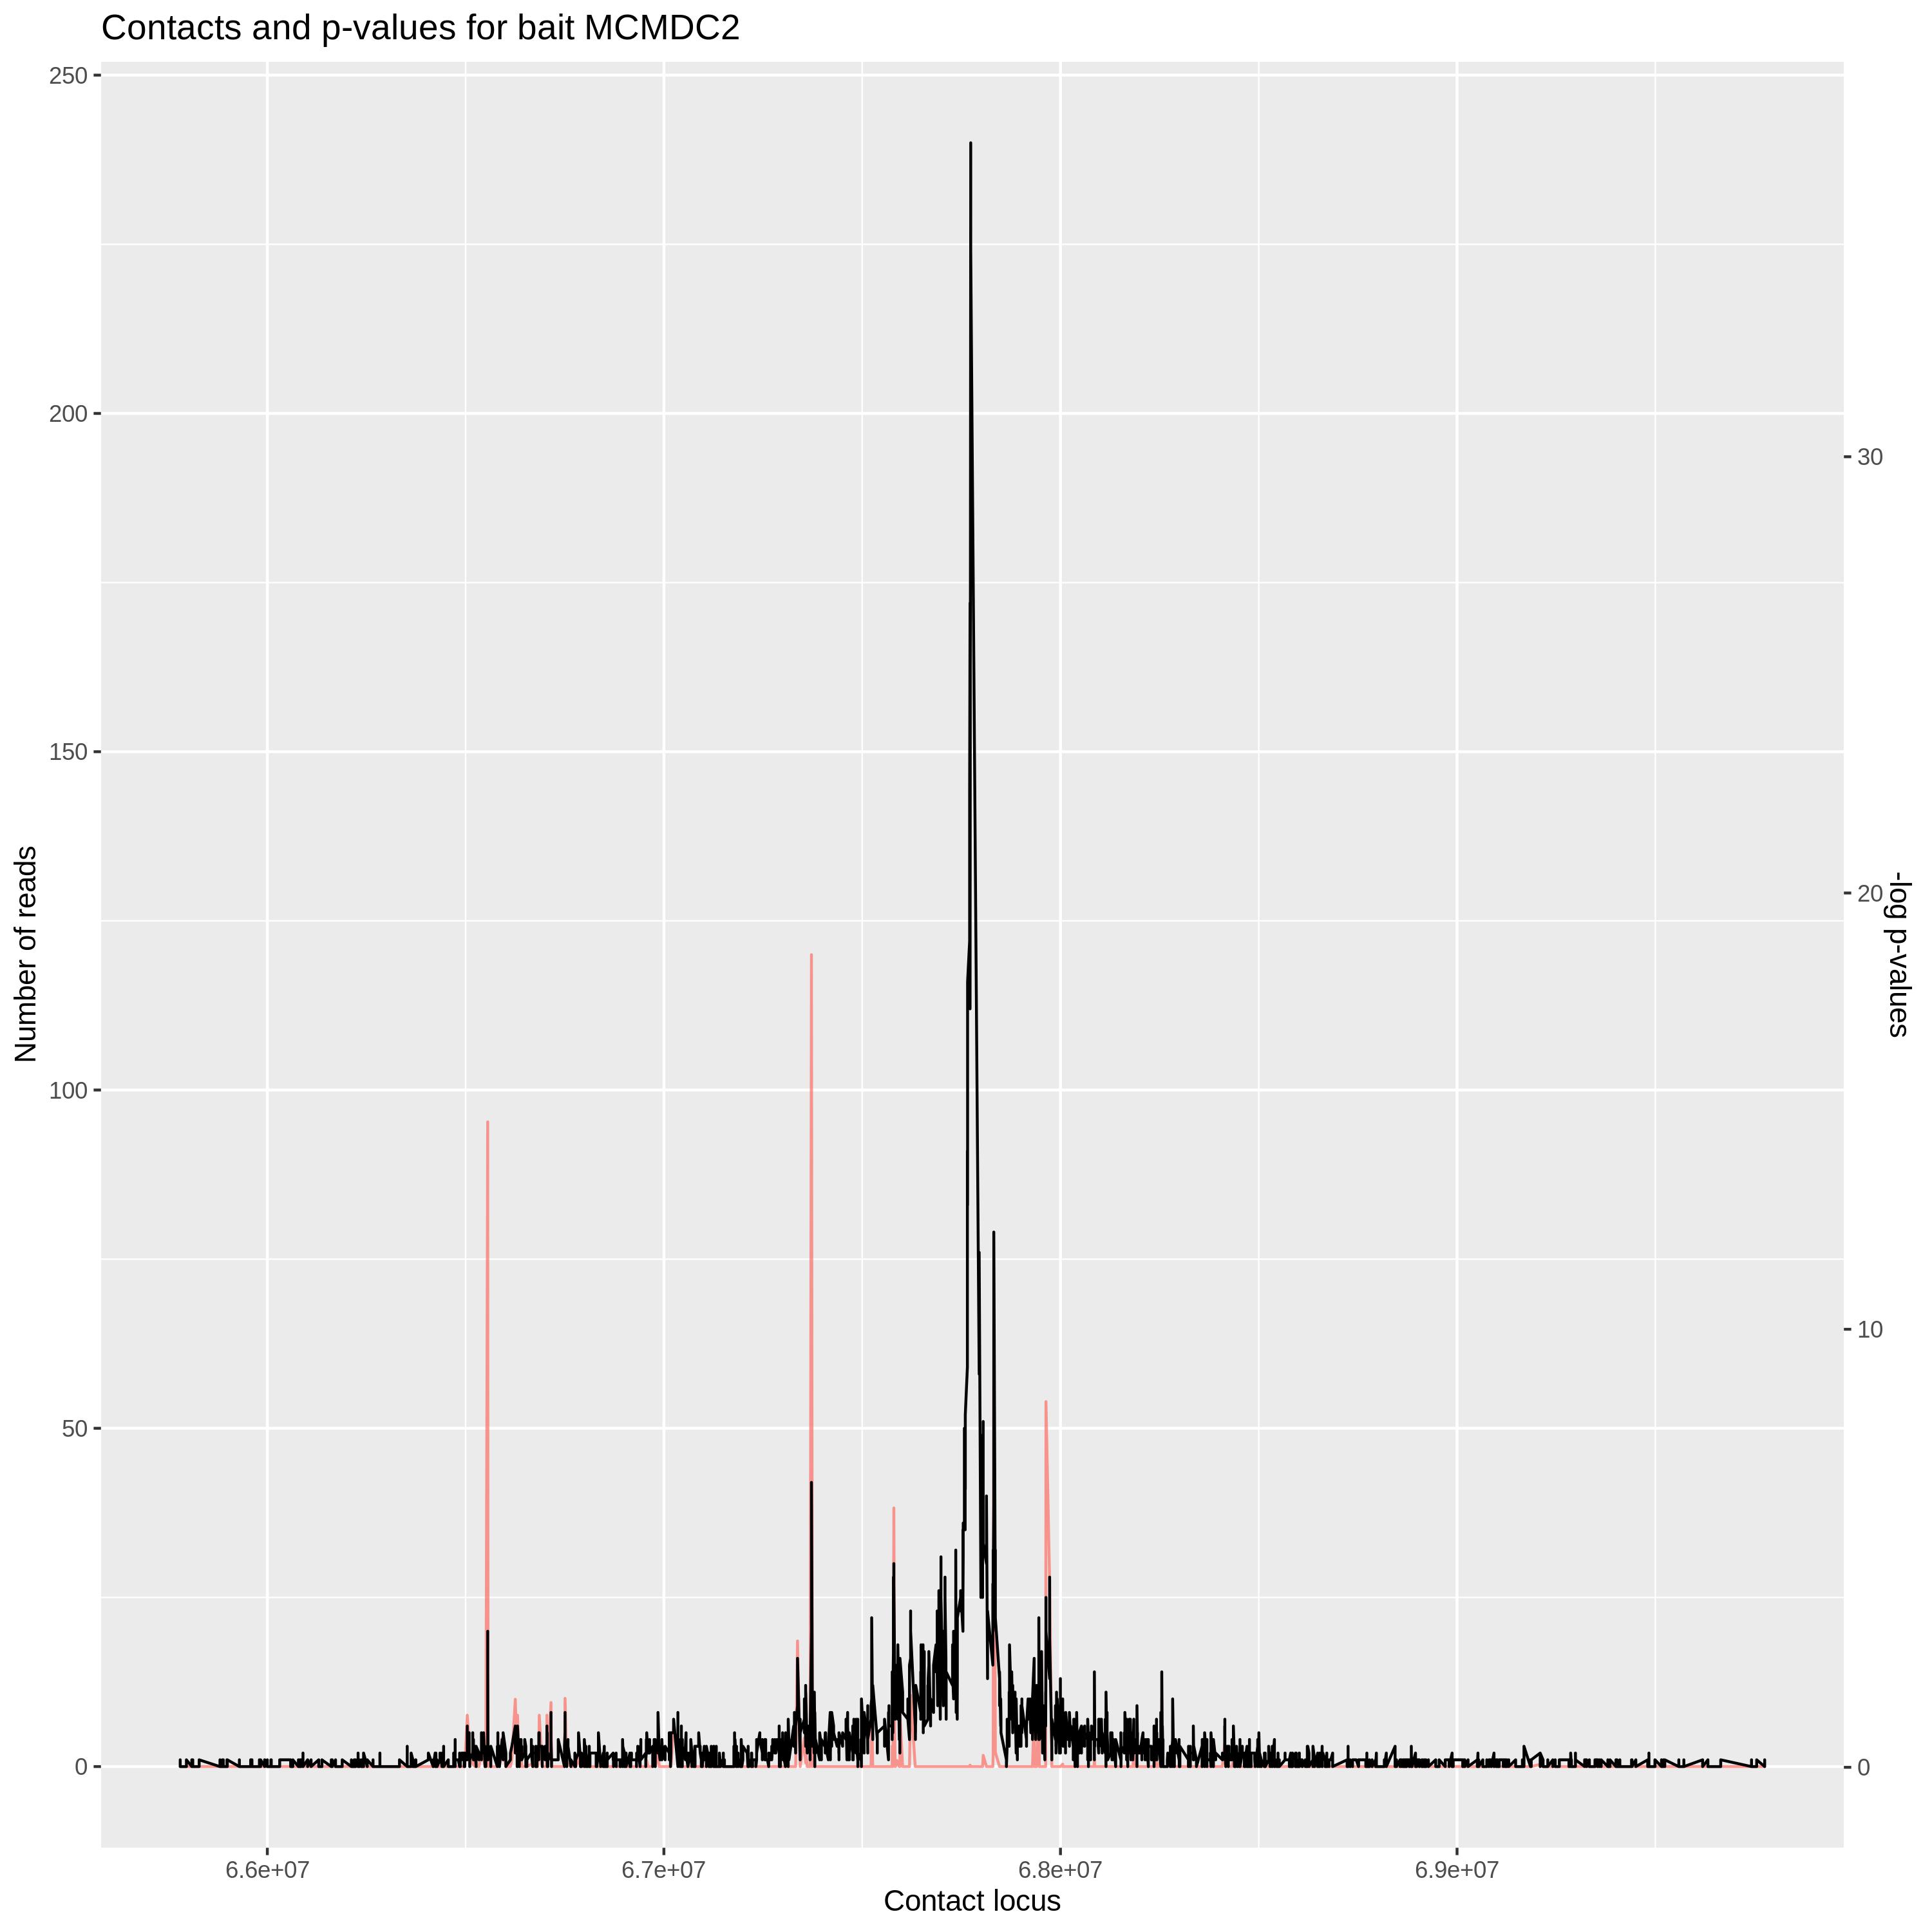 Contacts and p-values for bait MCMDC2
250
200
150
100
50
0
Number of reads
30
20
10
0
-log p-values
6.6e+07
6.7e+07
6.8e+07
6.9e+07
Contact locus